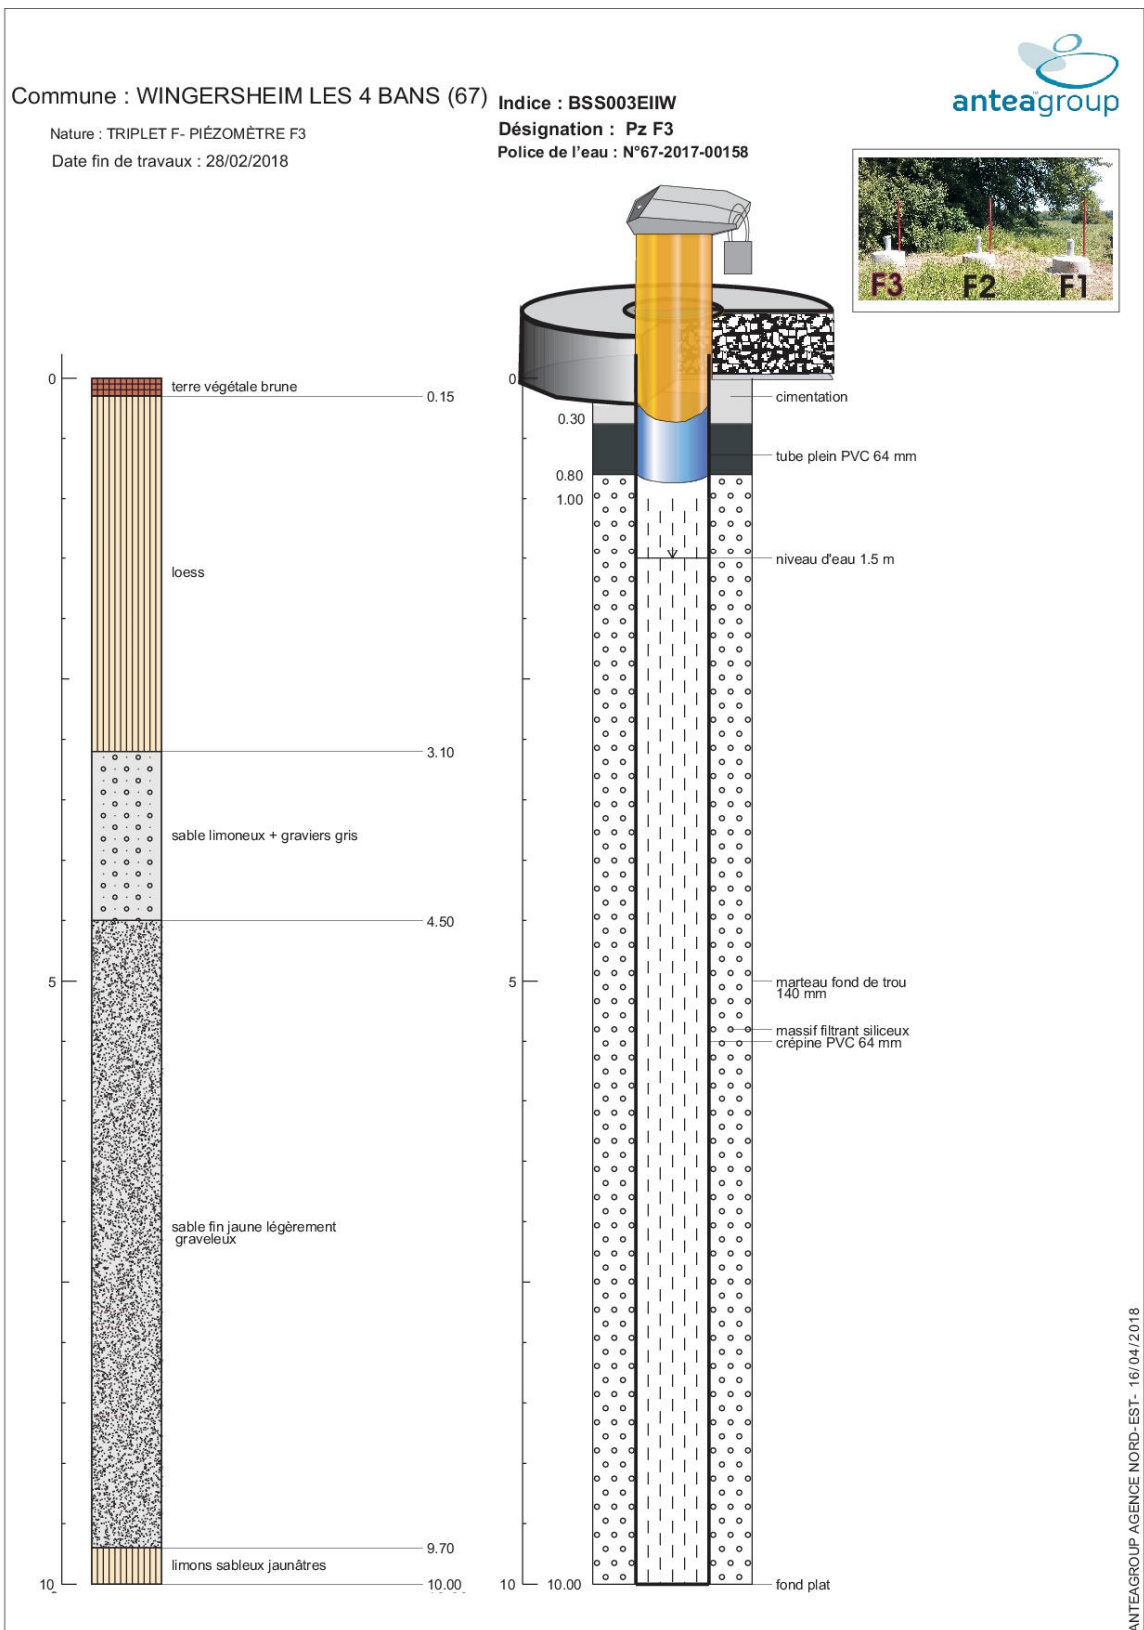 Commune : WINGERSHEIM LES 4 BANS (67)
Nature : TRIPLET F- PIÉZOMÈTRE F3
Date fin de travaux : 28/02/2018
Indice : BSS003EIIW
Désignation : Pz F3
Police de l'eau : N°67-2017-00158
anteagroup
F3 F2 F1
0
terre végétale brune
0.15
loess
3.10
sable limoneux + graviers gris
4.50
5
sable fin jaune légèrement
graveleux
9.70
limons sableux jaunâtres
10
10.00
0
cimentation
0.30
tube plein PVC 64 mm
0.80
1.00
niveau d'eau 1.5 m
5
marteau fond de trou
140 mm
massif filtrant siliceux
crépine PVC 64 mm
10
10.00
fond plat
ANTEAGROUP AGENCE NORD-EST- 16/04/2018